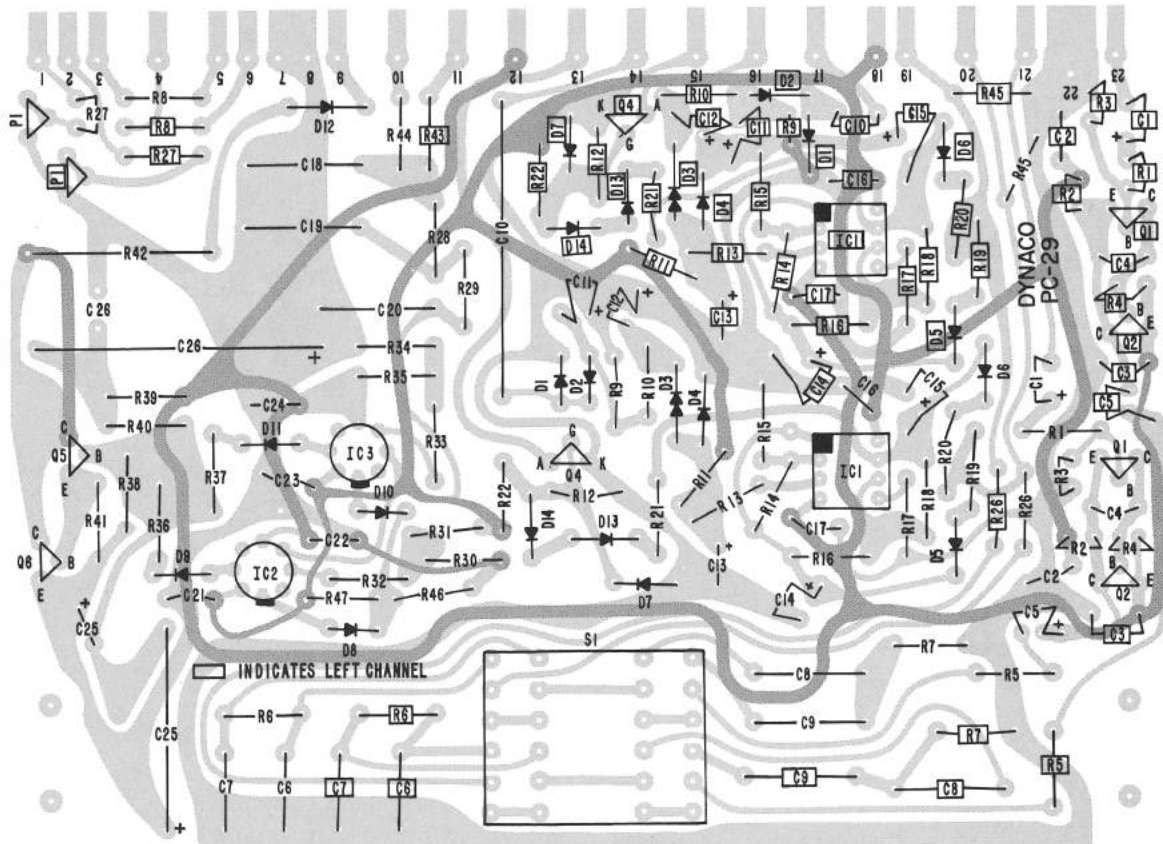 1 2 3 4 5 6 7 8 9 10 11 12 13 14 15 16 17 18 19 20 21 22 23
P1 R27 R8 D12 R44 R43 K Q4 A R10 D2 C15 R45 R3 C1
R8 D7 C12 C11 R9 C10 C2
R27 R12 G D1 D6 R45
P1 C18 R22 D13 R21 D3 R15 C16 R1
C19 R28 C10 D4 R20 R2 E C
D14 IC1 R18 R19 Q1
R42 R11 R13 R14 R17 DYNACO B
R29 PC-29 C4
C26 C20 C11 C12 C13 C17 R4 B
R16 D5 C E
C26 R34 Q2
R35 D1 D2 R9 R10 D3 D4 C14 C16 C15 D6 C1 C3
R39 C24 C5
R40 D11 R33 R15 R1
C G Q1
Q5 B R38 R37 IC3 R22 A K R11 IC1 R20 R19 R3 E C
E C23 Q4 R13 R14 B
R41 R36 D10 R12 R21 R17 R18 R26 R26 C4
C R31 D14 D13 C17
Q6 B D9 C22 R30 C13 R16 D5 R2 R4
E IC2 R32 C2 C E
C21 R47 R46 D7 C14 Q2
C25 D8 S1 C5 C3
INDICATES LEFT CHANNEL C8 R7 R5
C25 R6 R6 C9 R7
C7 C6 C7 C6 C9 C8 R5